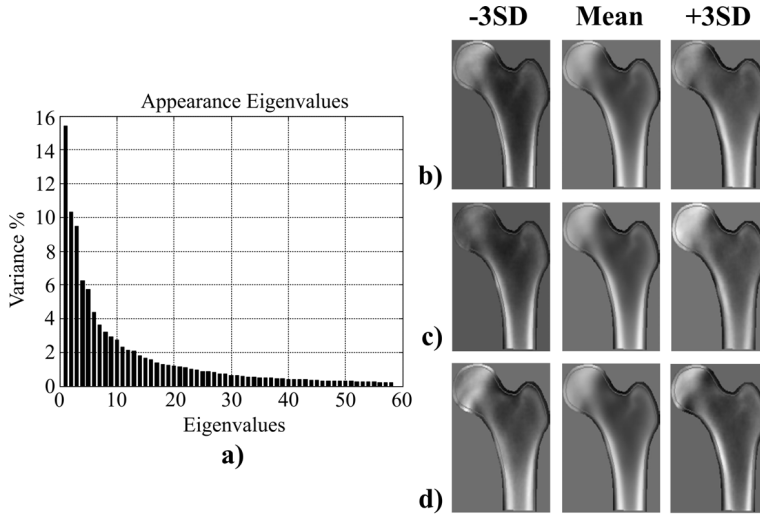 -3SD Mean +3SD
Appearance Eigenvalues
16
14
12
10
8
6
4
2
0
Variance %
0 10 20 30 40 50 60
Eigenvalues
a)
b)
c)
d)